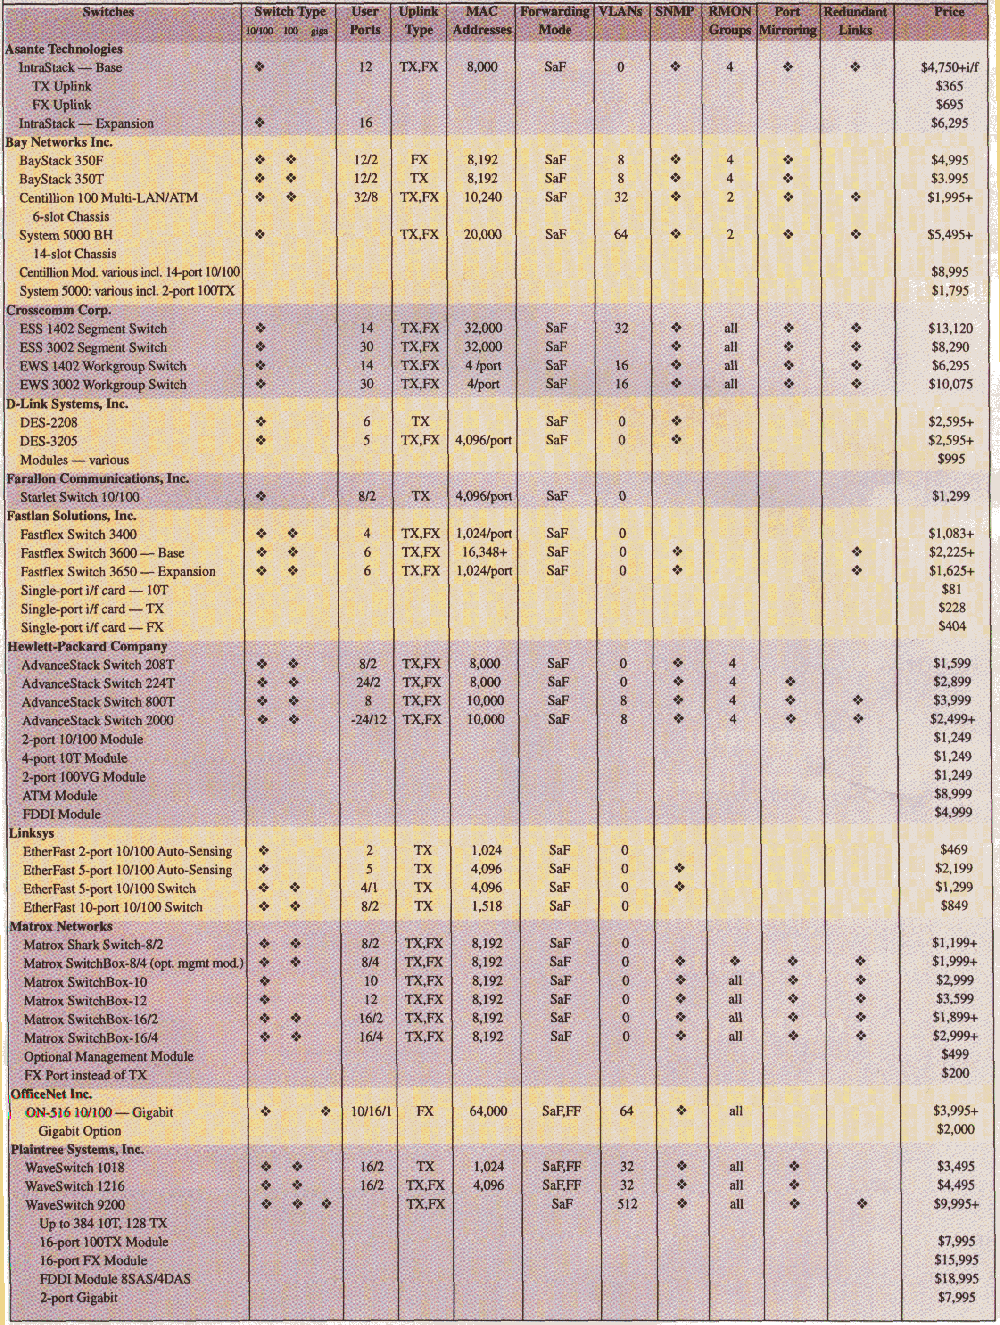 Switches Switch Type User Uplink MAC Forwarding VLANs SNMP RMON Port Redundant Price
10/100 100 giga Ports Type Addresses Mode Groups Mirroring Links
Asante Technologies
IntraStack — Base ❖ 12 TX,FX 8,000 SaF 0 ❖ 4 ❖ ❖ $4,750+i/f
TX Uplink $365
FX Uplink $695
IntraStack — Expansion ❖ 16 $6,295
Bay Networks Inc.
BayStack 350F ❖ ❖ 12/2 FX 8,192 SaF 8 ❖ 4 ❖ $4,995
BayStack 350T ❖ ❖ 12/2 TX 8,192 SaF 8 ❖ 4 ❖ $3,995
Centillion 100 Multi-LAN/ATM ❖ ❖ 32/8 TX,FX 10,240 SaF 32 ❖ 2 ❖ ❖ $1,995+
6-slot Chassis
System 5000 BH ❖ TX,FX 20,000 SaF 64 ❖ 2 ❖ ❖ $5,495+
14-slot Chassis
Centillion Mod. various incl. 14-port 10/100 $8,995
System 5000: various incl. 2-port 100TX $1,795
Crosscomm Corp.
ESS 1402 Segment Switch ❖ 14 TX,FX 32,000 SaF 32 ❖ all ❖ ❖ $13,120
ESS 3002 Segment Switch ❖ 30 TX,FX 32,000 SaF ❖ all ❖ ❖ $8,290
EWS 1402 Workgroup Switch ❖ 14 TX,FX 4 /port SaF 16 ❖ all ❖ ❖ $6,295
EWS 3002 Workgroup Switch ❖ 30 TX,FX 4/port SaF 16 ❖ all ❖ ❖ $10,075
D-Link Systems, Inc.
DES-2208 ❖ 6 TX SaF 0 ❖ $2,595+
DES-3205 ❖ 5 TX,FX 4,096/port SaF 0 ❖ $2,595+
Modules — various $995
Farallon Communications, Inc.
Starlet Switch 10/100 ❖ 8/2 TX 4,096/port SaF 0 $1,299
Fastlan Solutions, Inc.
Fastflex Switch 3400 ❖ ❖ 4 TX,FX 1,024/port SaF 0 $1,083+
Fastflex Switch 3600 — Base ❖ ❖ 6 TX,FX 16,348+ SaF 0 ❖ ❖ $2,225+
Fastflex Switch 3650 — Expansion ❖ ❖ 6 TX,FX 1,024/port SaF 0 ❖ ❖ $1,625+
Single-port i/f card — 10T $81
Single-port i/f card — TX $228
Single-port i/f card — FX $404
Hewlett-Packard Company
AdvanceStack Switch 208T ❖ ❖ 8/2 TX,FX 8,000 SaF 0 ❖ 4 $1,599
AdvanceStack Switch 224T ❖ ❖ 24/2 TX,FX 8,000 SaF 0 ❖ 4 ❖ $2,899
AdvanceStack Switch 800T ❖ ❖ 8 TX,FX 10,000 SaF 8 ❖ 4 ❖ ❖ $3,999
AdvanceStack Switch 2000 ❖ ❖ -24/12 TX,FX 10,000 SaF 8 ❖ 4 ❖ ❖ $2,499+
2-port 10/100 Module $1,249
4-port 10T Module $1,249
2-port 100VG Module $1,249
ATM Module $8,999
FDDI Module $4,999
Linksys
EtherFast 2-port 10/100 Auto-Sensing ❖ 2 TX 1,024 SaF 0 $469
EtherFast 5-port 10/100 Auto-Sensing ❖ 5 TX 4,096 SaF 0 ❖ $2,199
EtherFast 5-port 10/100 Switch ❖ ❖ 4/1 TX 4,096 SaF 0 ❖ $1,299
EtherFast 10-port 10/100 Switch ❖ ❖ 8/2 TX 1,518 SaF 0 $849
Matrox Networks
Matrox Shark Switch-8/2 ❖ ❖ 8/2 TX,FX 8,192 SaF 0 $1,199+
Matrox SwitchBox-8/4 (opt. mgmt mod.) ❖ ❖ 8/4 TX,FX 8,192 SaF 0 ❖ ❖ ❖ ❖ $1,999+
Matrox SwitchBox-10 ❖ 10 TX,FX 8,192 SaF 0 ❖ all ❖ ❖ $2,999
Matrox SwitchBox-12 ❖ 12 TX,FX 8,192 SaF 0 ❖ all ❖ ❖ $3,599
Matrox SwitchBox-16/2 ❖ ❖ 16/2 TX,FX 8,192 SaF 0 ❖ all ❖ ❖ $1,899+
Matrox SwitchBox-16/4 ❖ ❖ 16/4 TX,FX 8,192 SaF 0 ❖ all ❖ ❖ $2,999+
Optional Management Module $499
FX Port instead of TX $200
OfficeNet Inc.
ON-516 10/100 — Gigabit ❖ ❖ 10/16/1 FX 64,000 SaF,FF 64 ❖ all $3,995+
Gigabit Option $2,000
Plaintree Systems, Inc.
WaveSwitch 1018 ❖ ❖ 16/2 TX 1,024 SaF,FF 32 ❖ all ❖ $3,495
WaveSwitch 1216 ❖ ❖ 16/2 TX,FX 4,096 SaF,FF 32 ❖ all ❖ $4,495
WaveSwitch 9200 ❖ ❖ ❖ TX,FX SaF 512 ❖ all ❖ ❖ $9,995+
Up to 384 10T, 128 TX
16-port 100TX Module $7,995
16-port FX Module $15,995
FDDI Module 8SAS/4DAS $18,995
2-port Gigabit $7,995